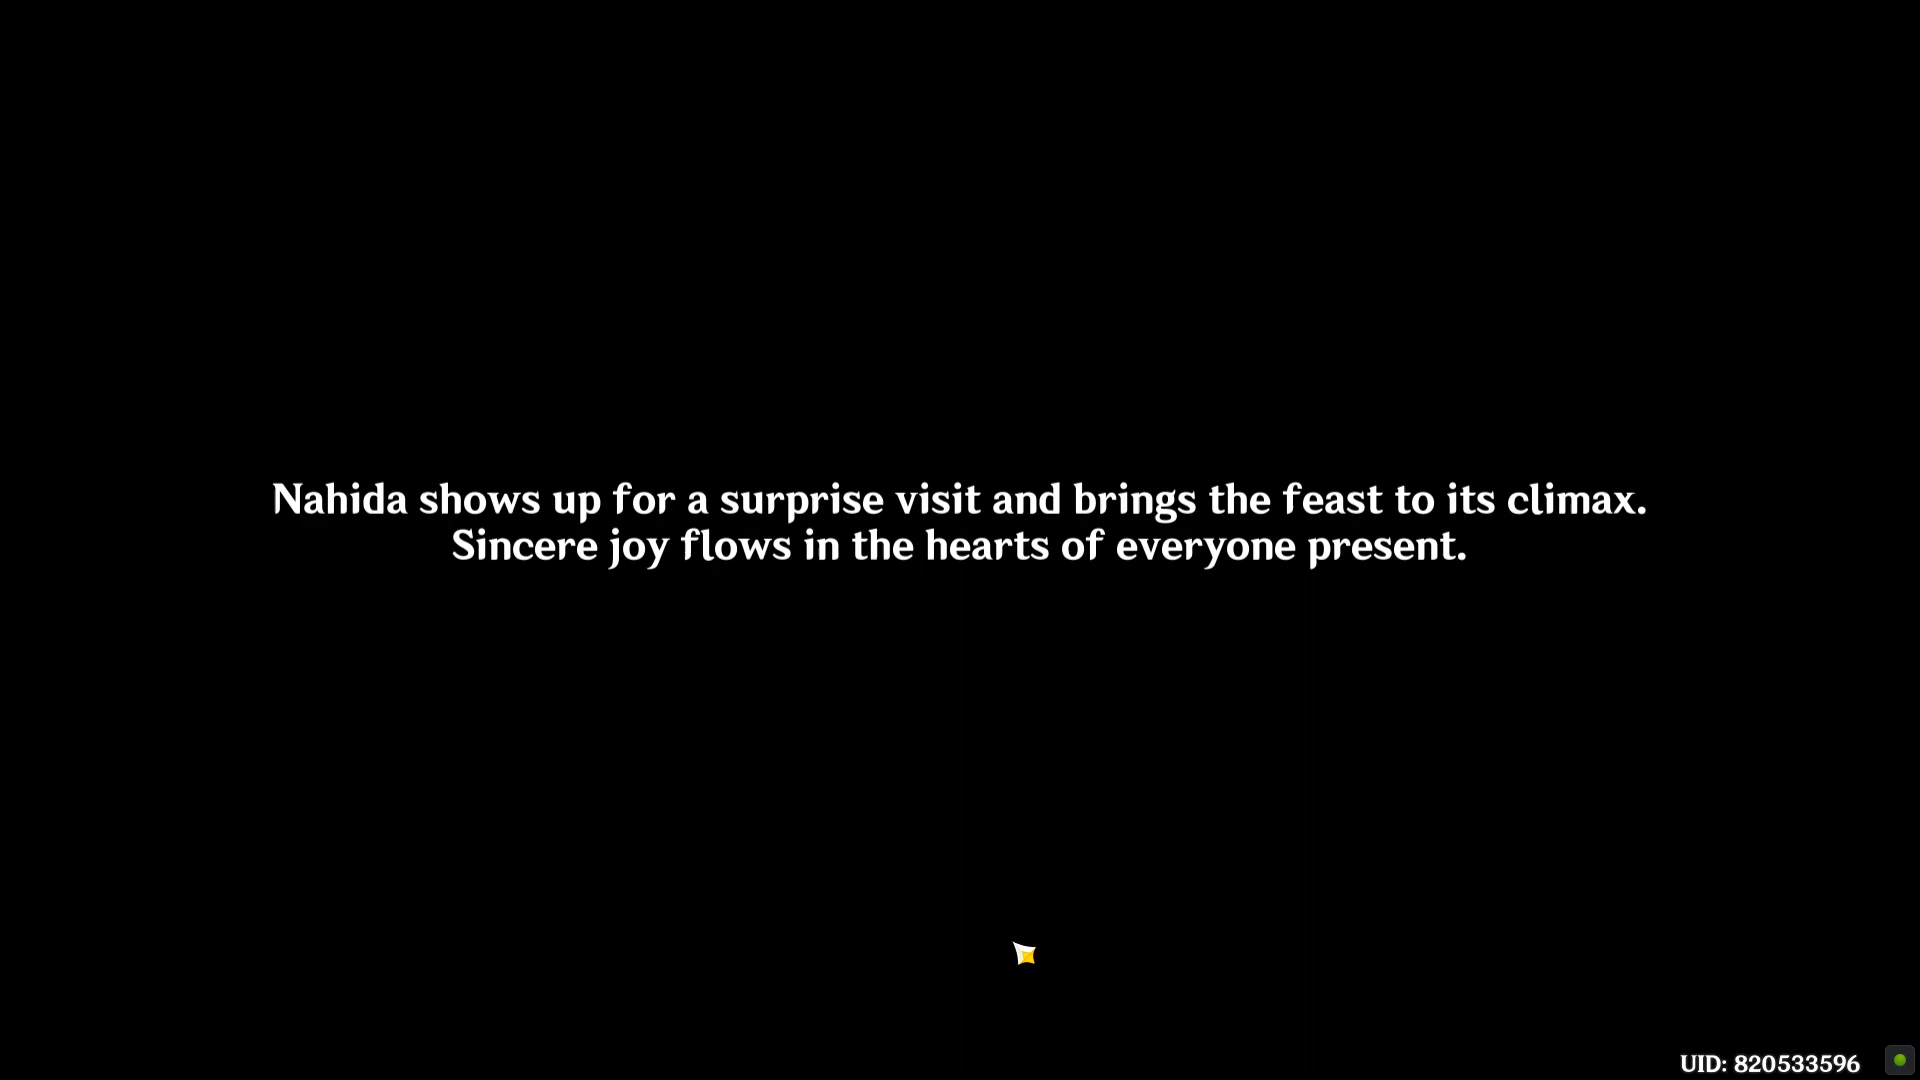 Nahida shows up for a surprise visit and brings the feast to its climax.
Sincere joy flows in the hearts of everyone present.
UID: 820533596